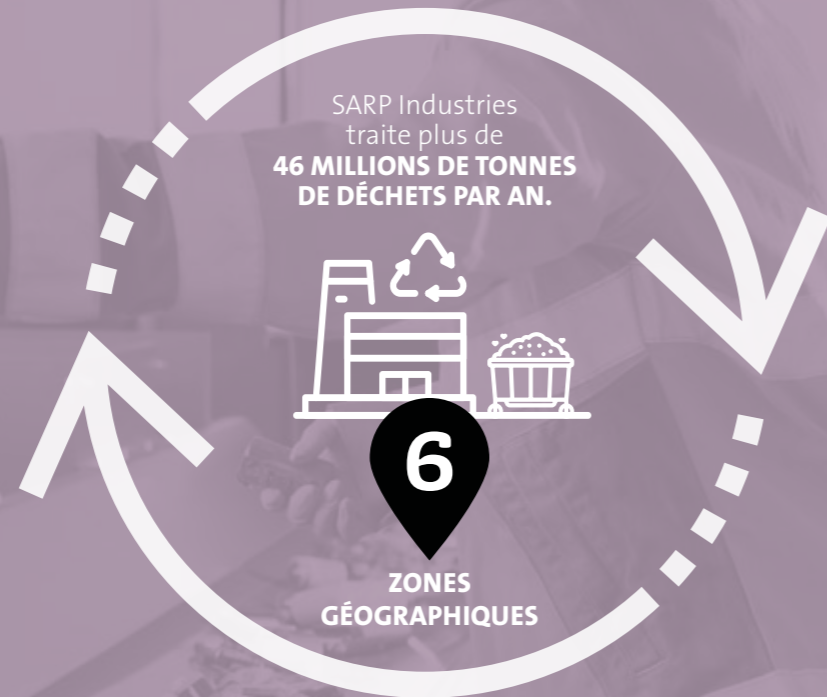 SARP Industries
traite plus de
46 MILLIONS DE TONNES
DE DÉCHETS PAR AN.
6
ZONES
GÉOGRAPHIQUES